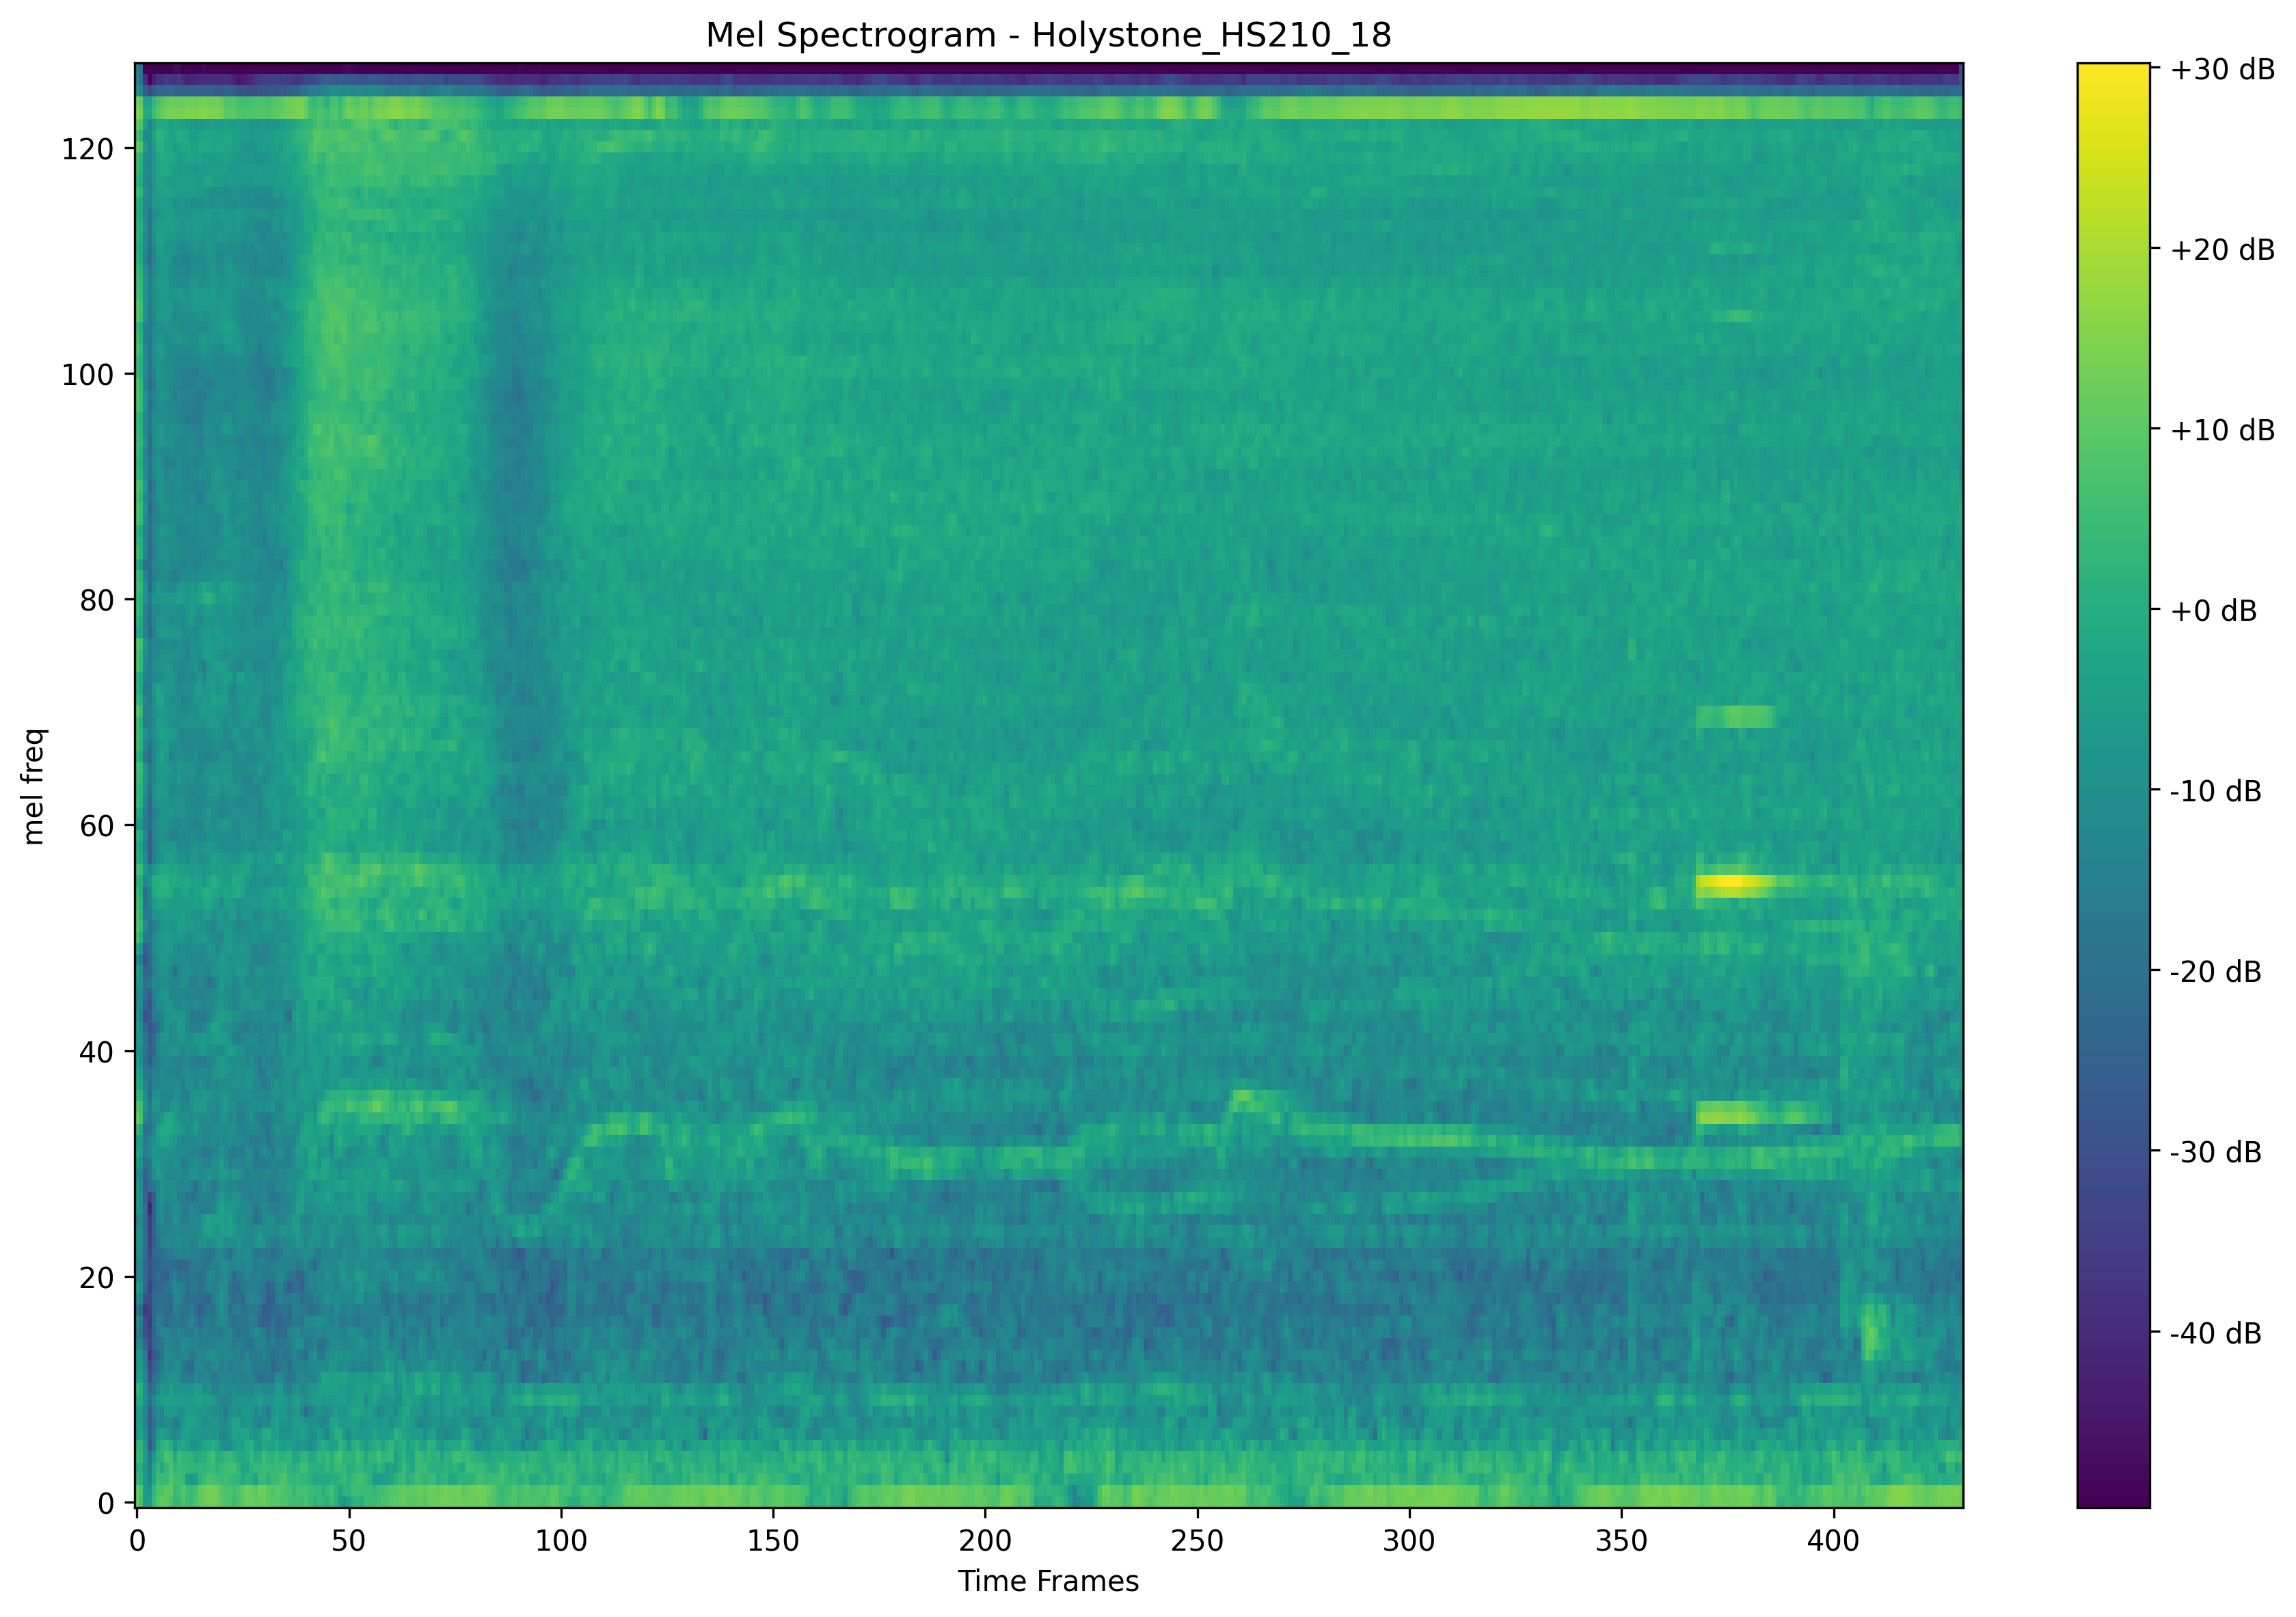 Mel Spectrogram - Holystone_HS210_18
mel freq
120
100
80
60
40
20
0
0 50 100 150 200 250 300 350 400
Time Frames
+30 dB
+20 dB
+10 dB
+0 dB
-10 dB
-20 dB
-30 dB
-40 dB